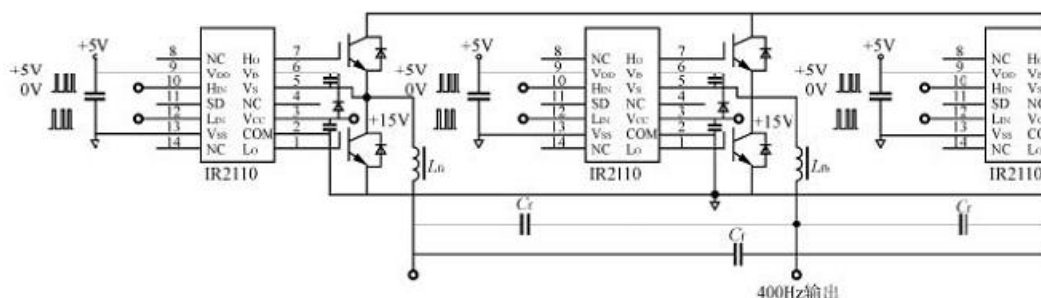 +5V
+5V
0V
8 NC HO 7
9 VDD VB 6
10 HIN VS 5
11 SD NC 4
12 LIN VCC 3
13 VSS COM 2
14 NC LO 1
+15V
IR2110
Lfa
+5V
+5V
0V
8 NC HO 7
9 VDD VB 6
10 HIN VS 5
11 SD NC 4
12 LIN VCC 3
13 VSS COM 2
14 NC LO 1
+15V
IR2110
Lfb
+5V
+5V
0V
8 NC H
9 VDD
10 HIN
11 SD N
12 LIN V
13 VSS COM
14 NC L
IR2110
Cf
Cf
Cf
400Hz输出